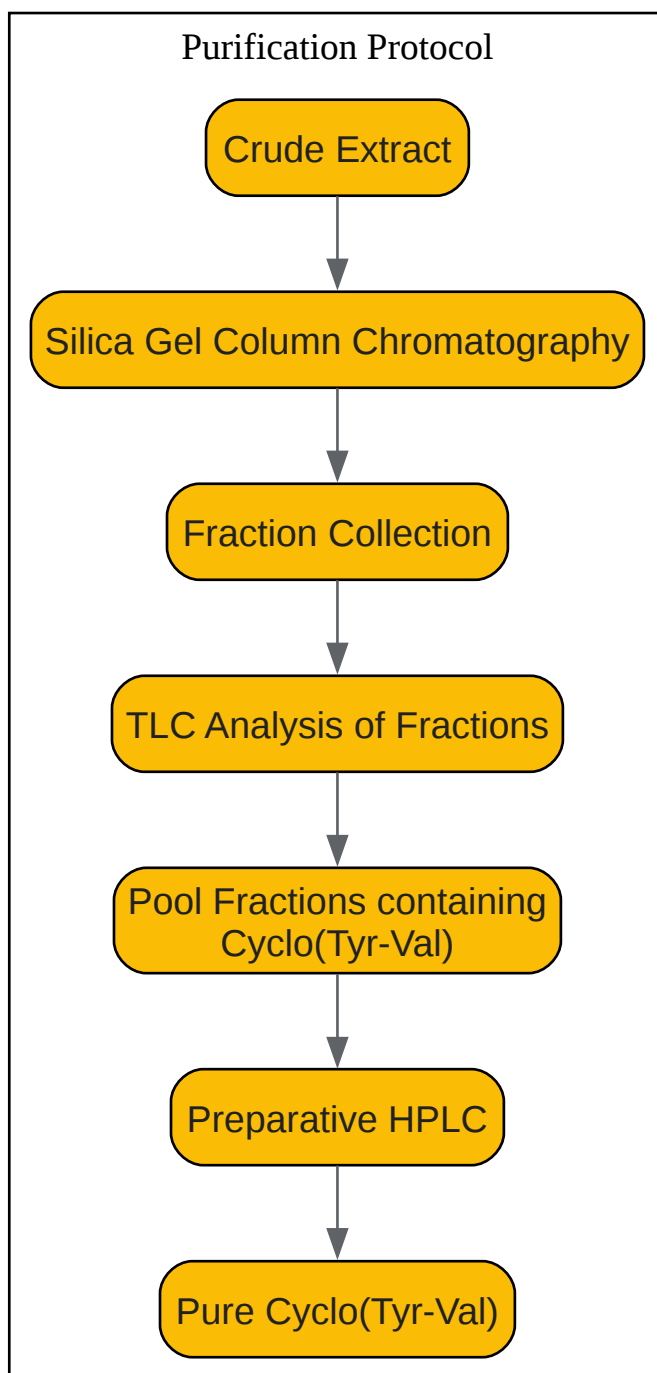 Purification Protocol
Crude Extract
Silica Gel Column Chromatography
Fraction Collection
TLC Analysis of Fractions
Pool Fractions containing
Cyclo(Tyr-Val)
Preparative HPLC
Pure Cyclo(Tyr-Val)